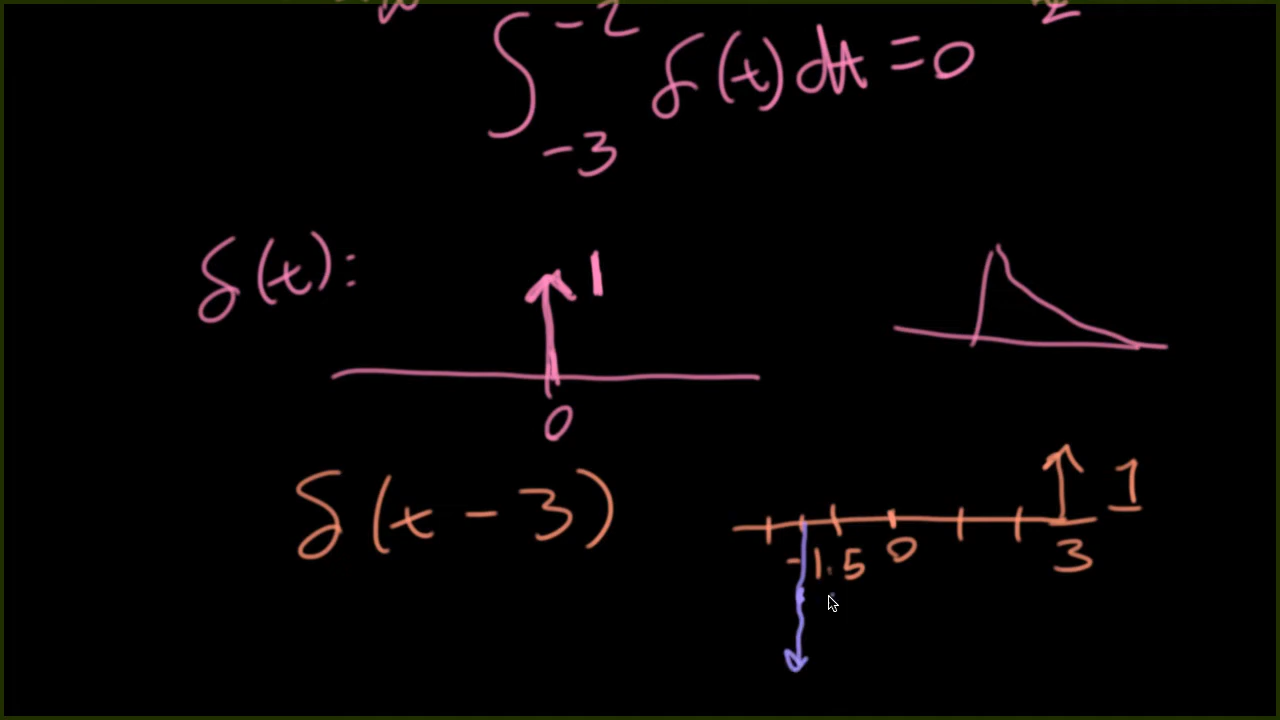 ∫_{-3}^{-2} δ(t)dt = 0
δ(t):
1
0
δ(t - 3)
1
-1.5 0 3